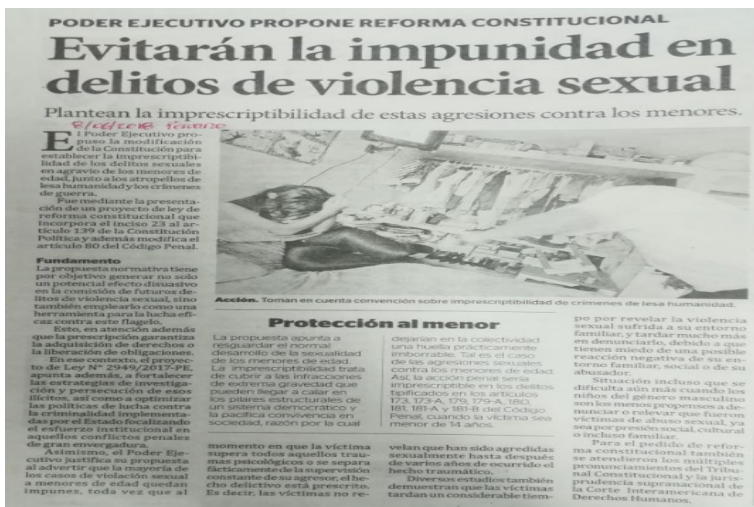 PODER EJECUTIVO PROPONE REFORMA CONSTITUCIONAL
Evitarán la impunidad en
delitos de violencia sexual
Plantean la imprescriptibilidad de estas agresiones contra los menores.
El Poder Ejecutivo pro-
puso la modificación
de la Constitución para
establecer la imprescriptibi-
lidad de los delitos sexuales
en agravio de los menores de
edad, junto a los atropellos de
lesa humanidad y los crímenes
de guerra.
Fue mediante la presenta-
ción de un proyecto de ley de
reforma constitucional que
incorpora el inciso 23 al ar-
tículo 139 de la Constitución
Política y además modifica el
artículo 80 del Código Penal.
Fundamento
La propuesta normativa tiene
por objetivo generar no solo
un potencial efecto disuasivo
en la comisión de futuros de-
litos de violencia sexual, sino
también emplearlo como una
herramienta para la lucha efi-
caz contra este flagelo.
Esto, en atención además
que la prescripción garantiza
la adquisición de derechos o
la liberación de obligaciones.
En ese contexto, el proyec-
to de Ley N° 2949/2017-PE,
apunta además, a fortalecer
las estrategias de investiga-
ción y persecución de esos
ilícitos, así como a optimizar
las políticas de lucha contra
la criminalidad implementa-
das por el Estado focalizando
el esfuerzo institucional en
aquellos conflictos penales
de gran envergadura.
Asimismo, el Poder Eje-
cutivo justifica su propuesta
al advertir que la mayoría de
los casos de violación sexual
a menores de edad quedan
impunes, toda vez que al
Acción. Toman en cuenta convención sobre imprescriptibilidad de crímenes de lesa humanidad.
Protección al menor
La propuesta apunta a
resguardar el normal
desarrollo de la sexualidad
de los menores de edad.
La imprescriptibilidad trata
de cubrir a las infracciones
de extrema gravedad que
pueden llegar a calar en
los pilares estructurales de
un sistema democrático y
la pacífica convivencia en
sociedad, razón por la cual
dejarían en la colectividad
una huella prácticamente
imborrable. Tal es el caso
de las agresiones sexuales
contra los menores de edad.
Así, la acción penal sería
imprescriptible en los delitos
tipificados en los artículos
173, 173-A, 179, 179-A, 180,
181, 181-A y 181-B del Código
Penal, cuando la víctima sea
menor de 14 años.
momento en que la víctima
supera todos aquellos trau-
mas psicológicos o se separa
fácticamente de la supervisión
constante de su agresor, el he-
cho delictivo está prescrito.
Es decir, las víctimas no re-
velan que han sido agredidas
sexualmente hasta después
de varios años de ocurrido el
hecho traumático.
Diversos estudios también
demuestran que las víctimas
tardan un considerable tiem-
po por revelar la violencia
sexual sufrida a su entorno
familiar, y tardar mucho más
en denunciarlo, debido a que
tienen miedo de una posible
reacción negativa de su en-
torno familiar, social o de su
abusador.
Situación incluso que se
dificulta aún más cuando los
niños del género masculino
son los menos propensos a de-
nunciar o relevar que fueron
víctimas de abuso sexual, ya
sea por presión social, cultural
o incluso familiar.
Para el pedido de refor-
ma constitucional también
se atendieron los múltiples
pronunciamientos del Tribu-
nal Constitucional y la juris-
prudencia supranacional de
la Corte Interamericana de
Derechos Humanos.